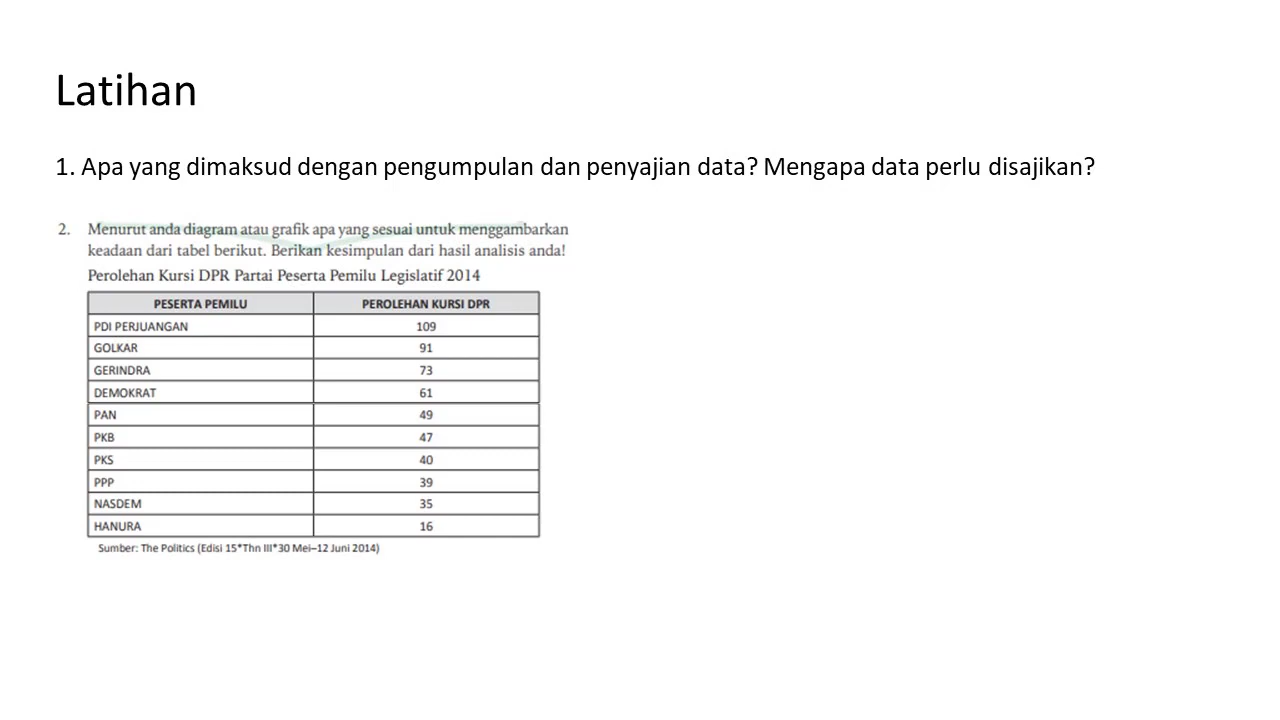 Latihan
1. Apa yang dimaksud dengan pengumpulan dan penyajian data? Mengapa data perlu disajikan?
2. Menurut anda diagram atau grafik apa yang sesuai untuk menggambarkan
keadaan dari tabel berikut. Berikan kesimpulan dari hasil analisis anda!
Perolehan Kursi DPR Partai Peserta Pemilu Legislatif 2014
PESERTA PEMILU PEROLEHAN KURSI DPR
PDI PERJUANGAN 109
GOLKAR 91
GERINDRA 73
DEMOKRAT 61
PAN 49
PKB 47
PKS 40
PPP 39
NASDEM 35
HANURA 16
Sumber: The Politics (Edisi 15*Thn III*30 Mei–12 Juni 2014)